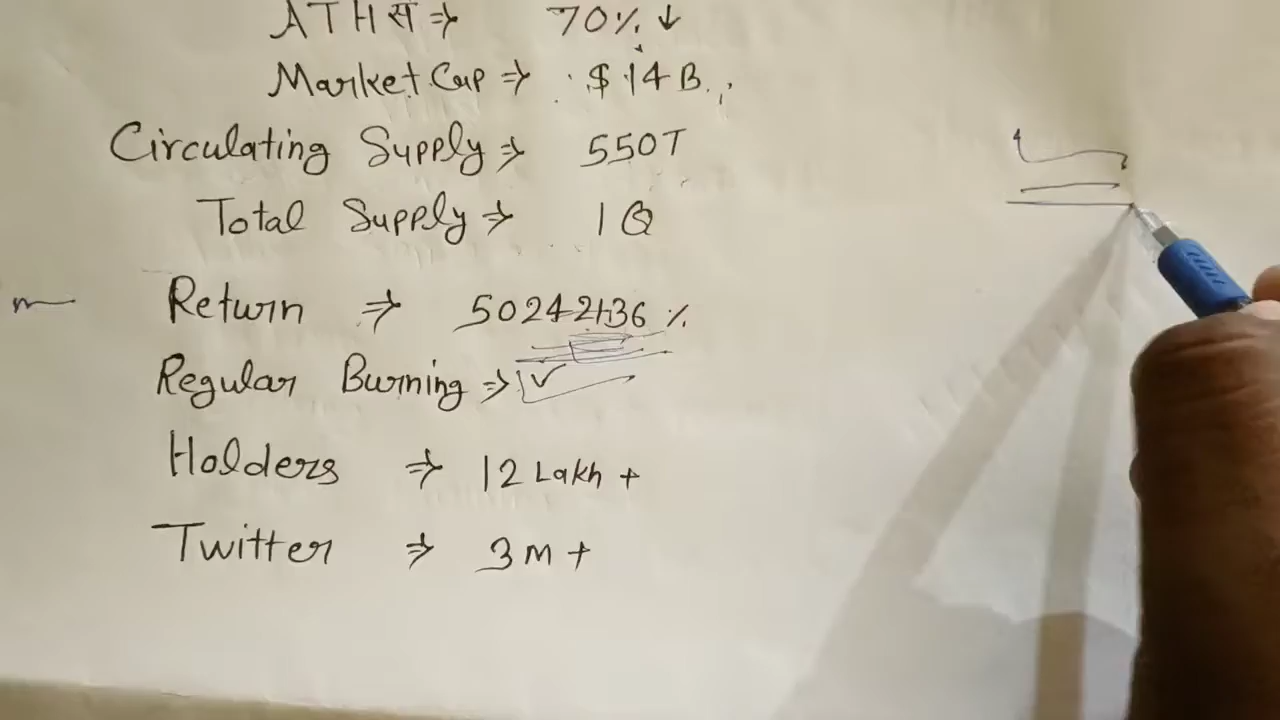 ATH से ⇒ 70% ↓
Market Cap ⇒ $14B
Circulating Supply ⇒ 550T
Total Supply ⇒ 1Q
Return ⇒ 50242136 %
Regular Burning ⇒ ✓
Holders ⇒ 12 Lakh +
Twitter ⇒ 3M +